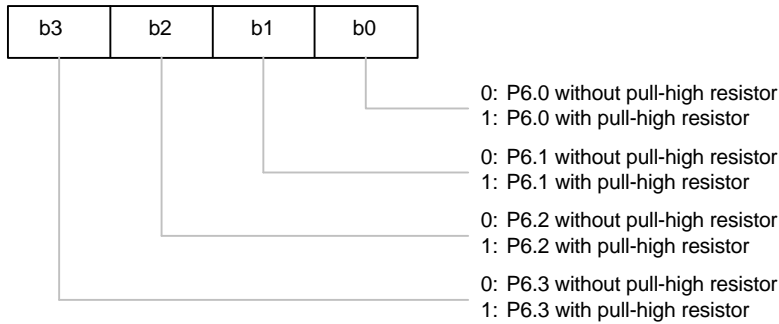 b3 b2 b1 b0
0: P6.0 without pull-high resistor
1: P6.0 with pull-high resistor
0: P6.1 without pull-high resistor
1: P6.1 with pull-high resistor
0: P6.2 without pull-high resistor
1: P6.2 with pull-high resistor
0: P6.3 without pull-high resistor
1: P6.3 with pull-high resistor